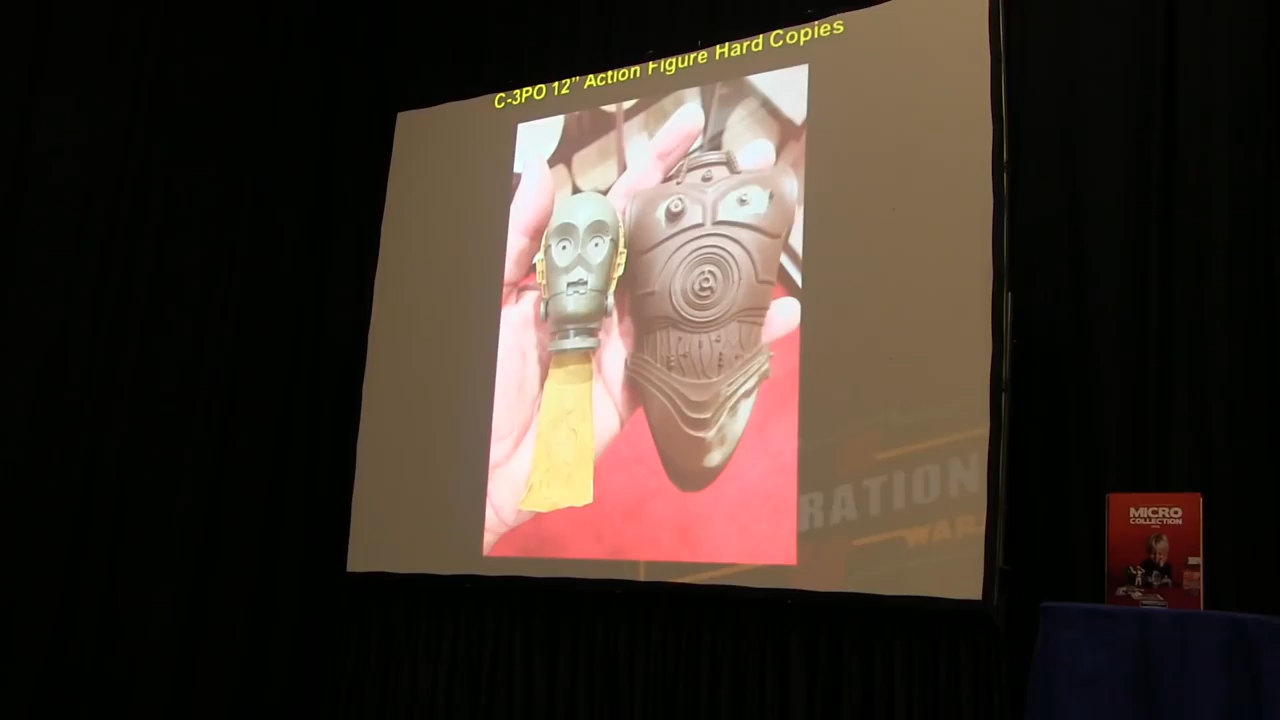 C-3PO 12" Action Figure Hard Copies
RATION
WAR
MICRO
COLLECTION